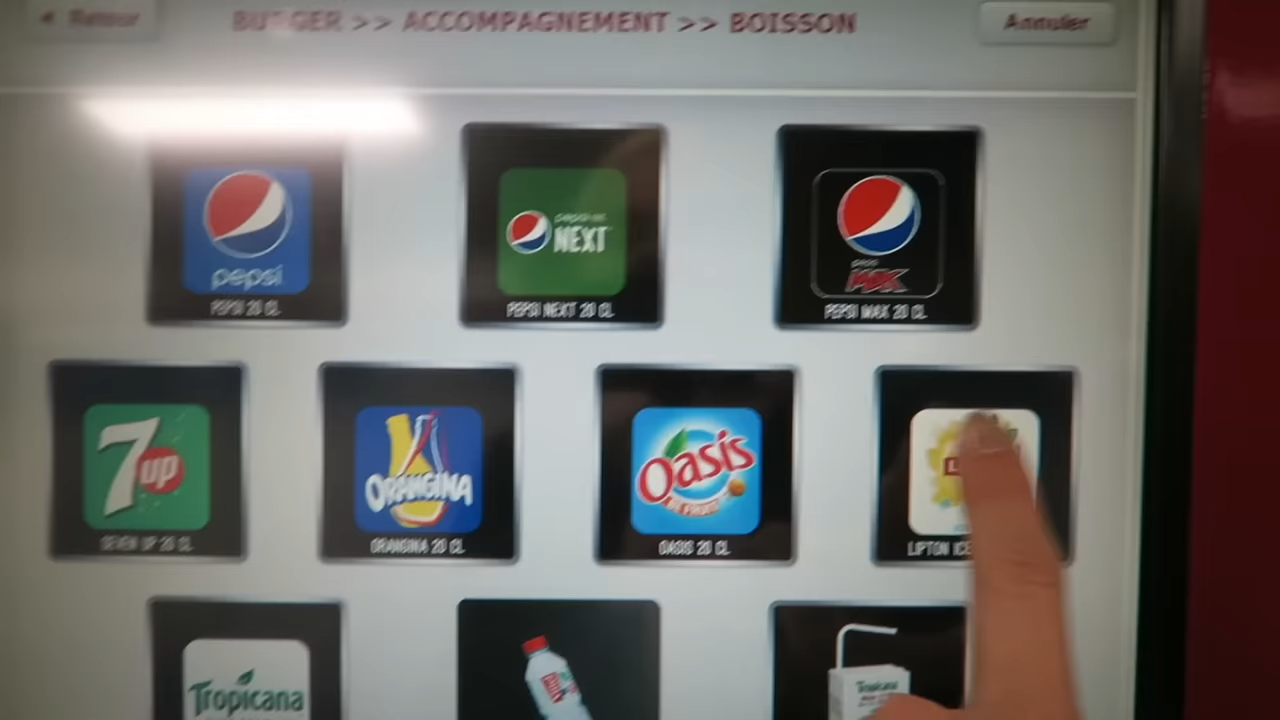 Retour
BURGER >> ACCOMPAGNEMENT >> BOISSON
Annuler
pepsi
PEPSI 20 CL
NEXT
PEPSI NEXT 20 CL
MAX
PEPSI MAX 20 CL
7up
SEVEN UP 20 CL
ORANGINA
ORANGINA 20 CL
Oasis
OASIS 20 CL
LIPTON ICE
Tropicana
Tropicana